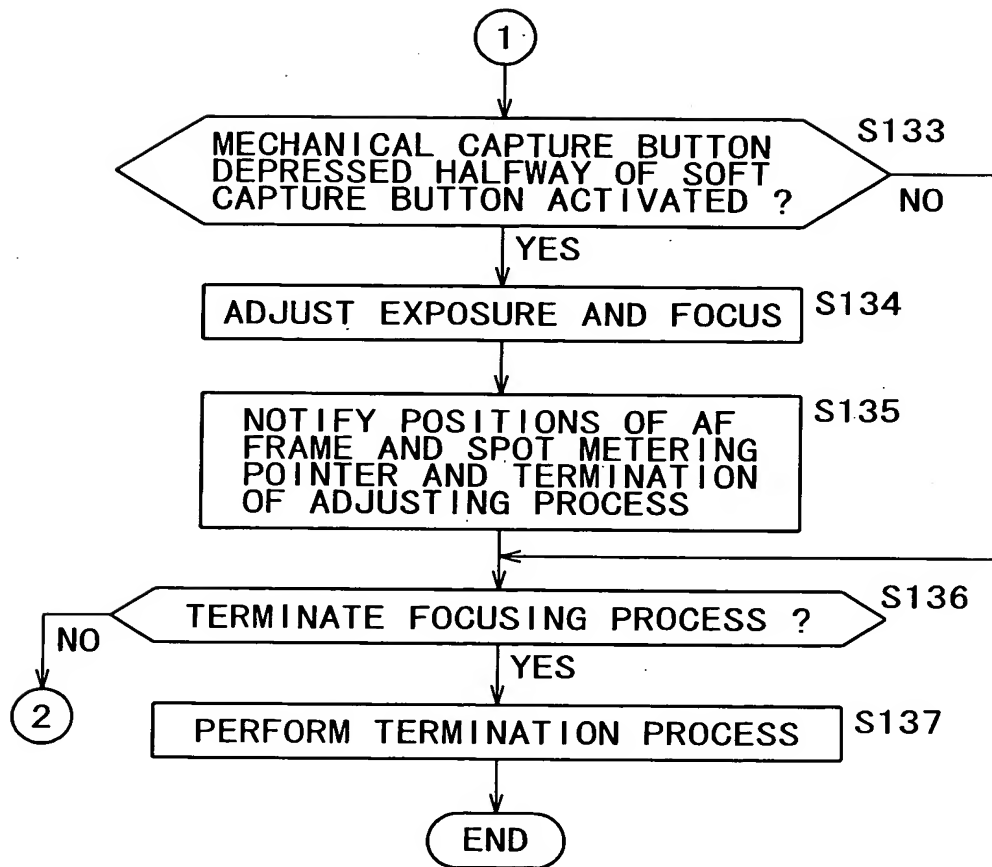 1
MECHANICAL CAPTURE BUTTON
DEPRESSED HALFWAY OF SOFT
CAPTURE BUTTON ACTIVATED ?
S133
NO
YES
ADJUST EXPOSURE AND FOCUS
S134
NOTIFY POSITIONS OF AF
FRAME AND SPOT METERING
POINTER AND TERMINATION
OF ADJUSTING PROCESS
S135
TERMINATE FOCUSING PROCESS ?
S136
NO
YES
2
PERFORM TERMINATION PROCESS
S137
END